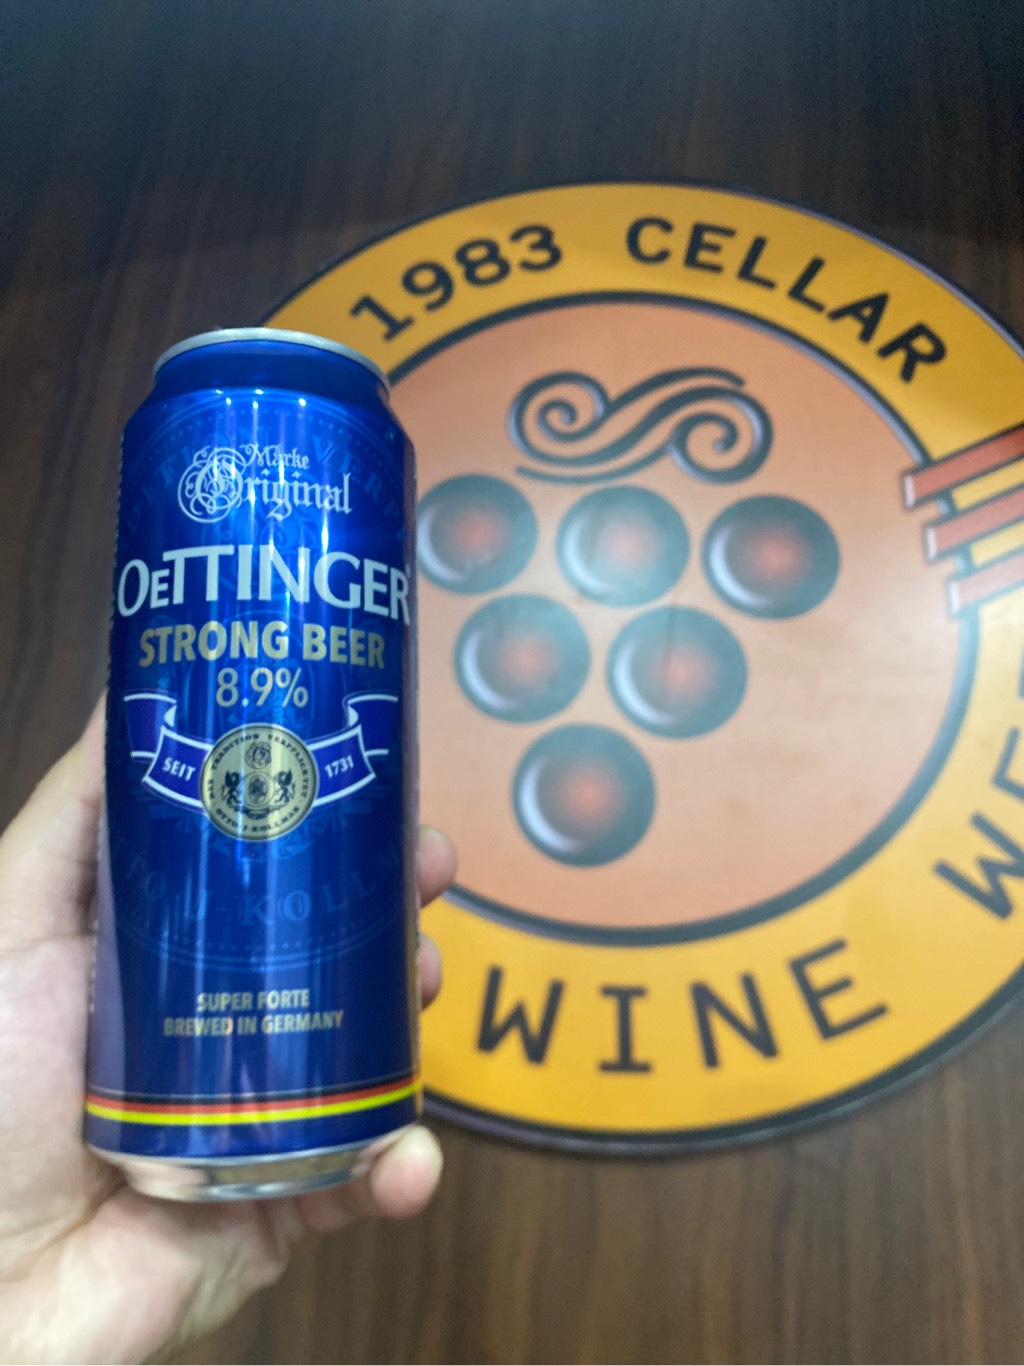 1983 CELLAR
WINE
Marke
Original
OETTINGER
STRONG BEER
8.9%
SEIT 1731
SUPER FORTE
BREWED IN GERMANY